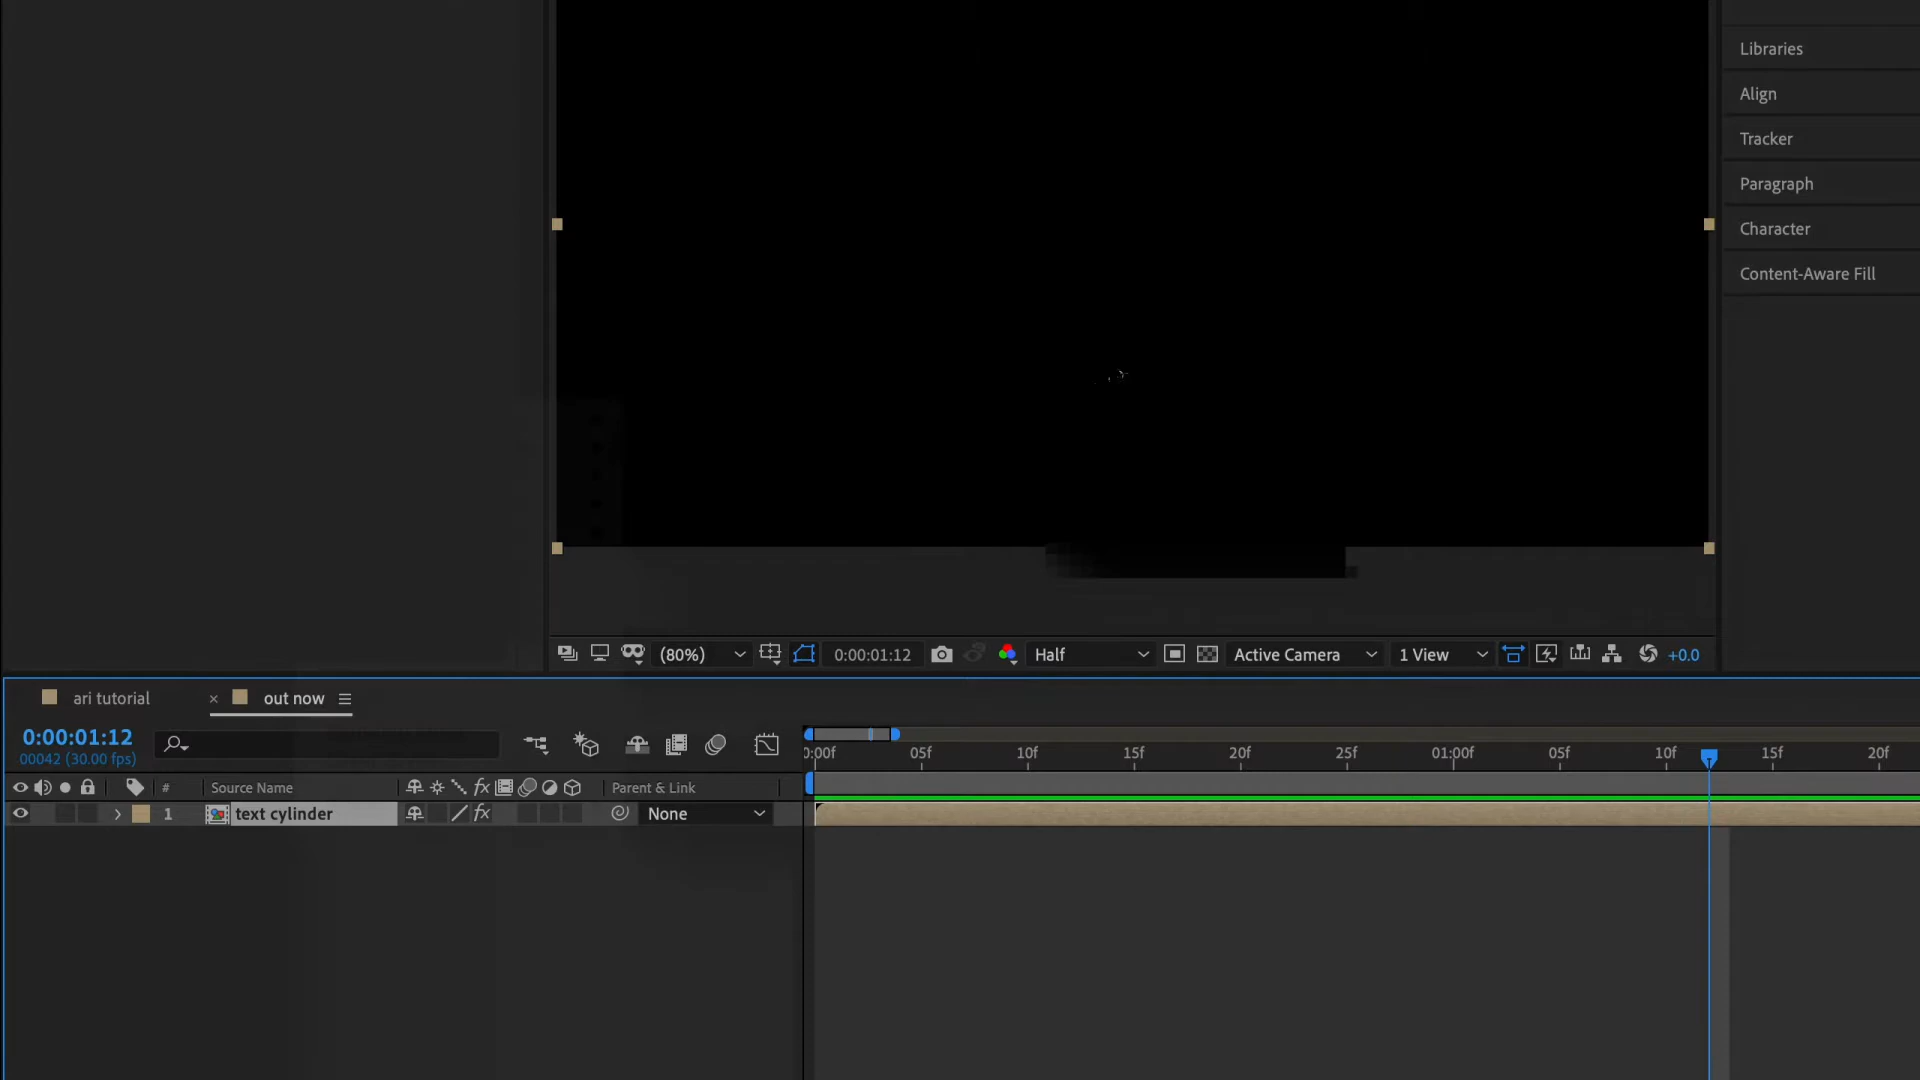 Libraries
Align
Tracker
Paragraph
Character
Content-Aware Fill
(80%) 0:00:01:12 Half Active Camera 1 View +0.0
ari tutorial × out now
0:00:01:12
00042 (30.00 fps)
0:00f 05f 10f 15f 20f 25f 01:00f 05f 10f 15f 20f
# Source Name fx Parent & Link
1 text cylinder fx None